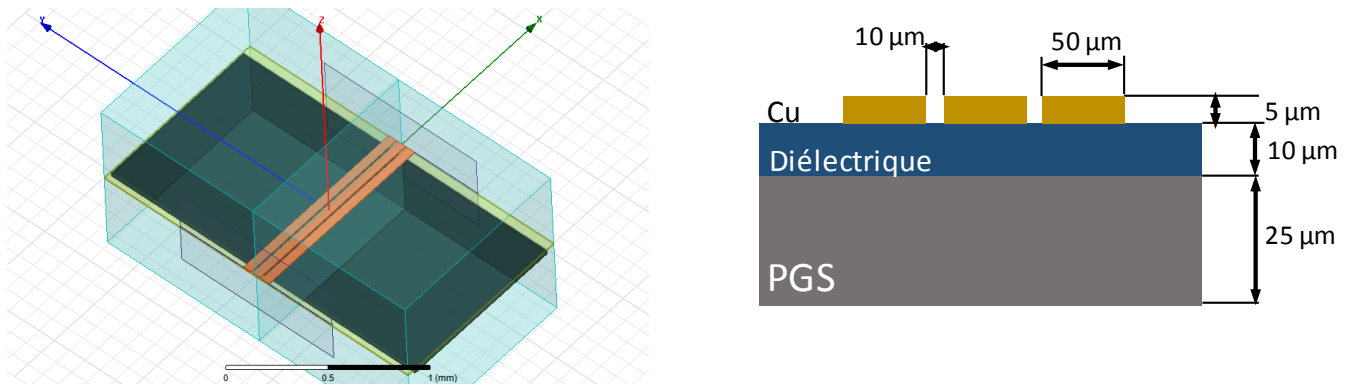 Y
Z
X
0
0.5
1 (mm)
10 µm
50 µm
Cu
5 µm
Diélectrique
10 µm
25 µm
PGS